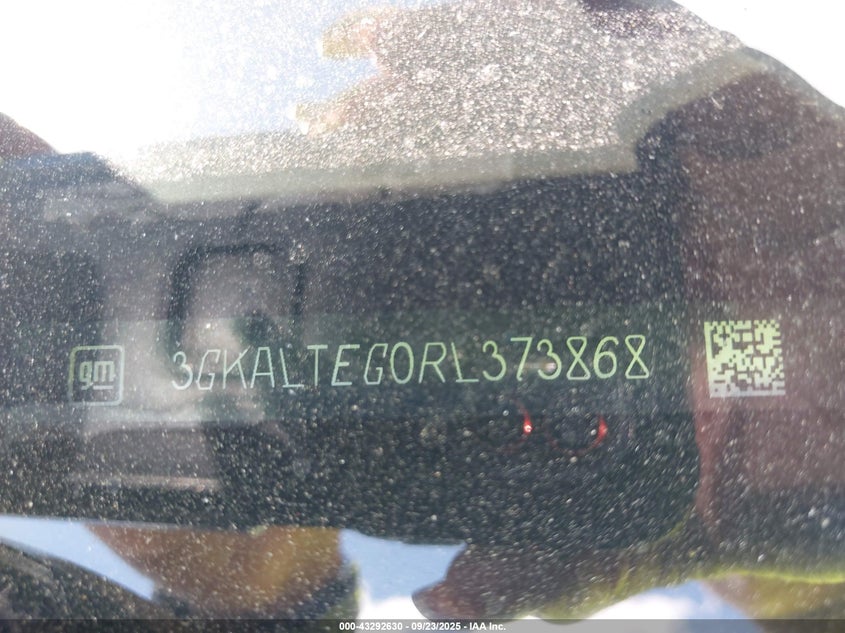 gm 3GKALTEG0RL373868
000-43292630 - 09/23/2025 - IAA Inc.